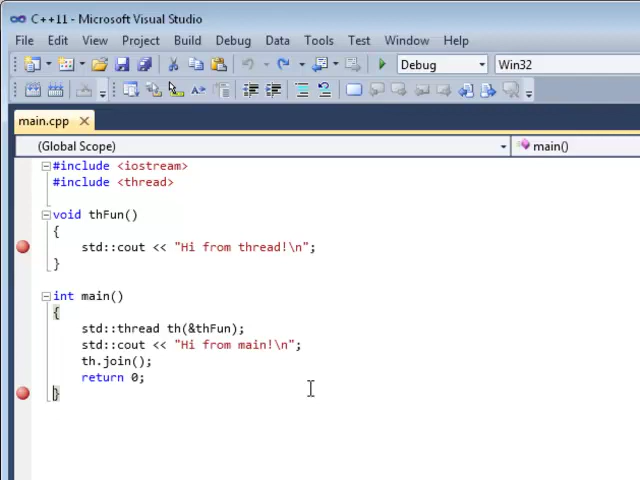 C++11 - Microsoft Visual Studio
File Edit View Project Build Debug Data Tools Test Window Help
Debug Win32
main.cpp
(Global Scope) main()
#include <iostream>
#include <thread>
void thFun()
{
std::cout << "Hi from thread!\n";
}
int main()
{
std::thread th(&thFun);
std::cout << "Hi from main!\n";
th.join();
return 0;
}